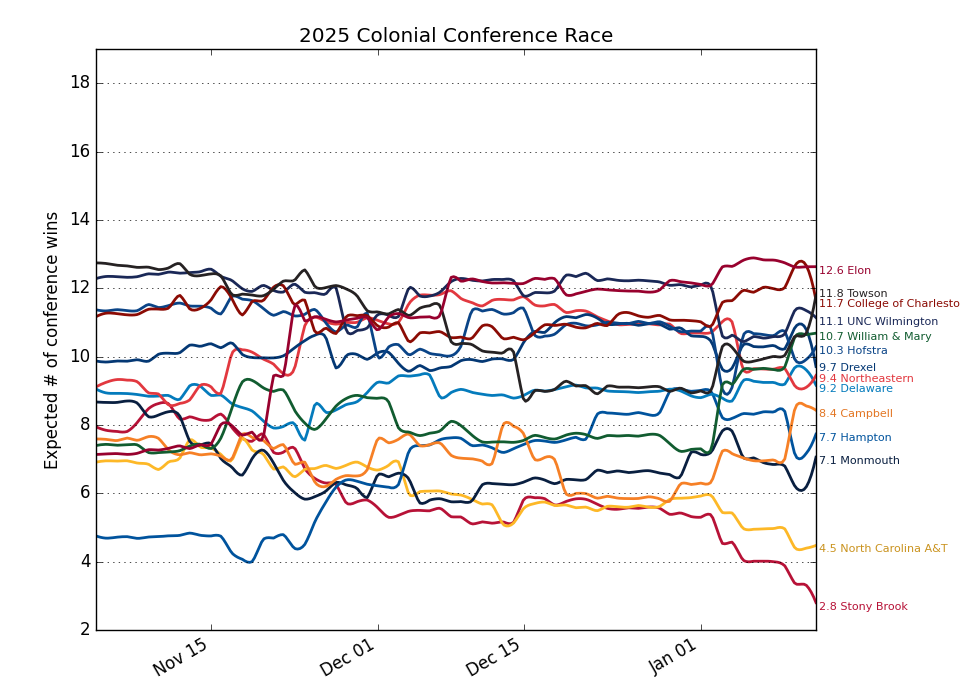 2025 Colonial Conference Race
Expected # of conference wins
18
16
14
12
10
8
6
4
2
Nov 15
Dec 01
Dec 15
Jan 01
12.6 Elon
11.8 Towson
11.7 College of Charlesto
11.1 UNC Wilmington
10.7 William & Mary
10.3 Hofstra
9.7 Drexel
9.4 Northeastern
9.2 Delaware
8.4 Campbell
7.7 Hampton
7.1 Monmouth
4.5 North Carolina A&T
2.8 Stony Brook